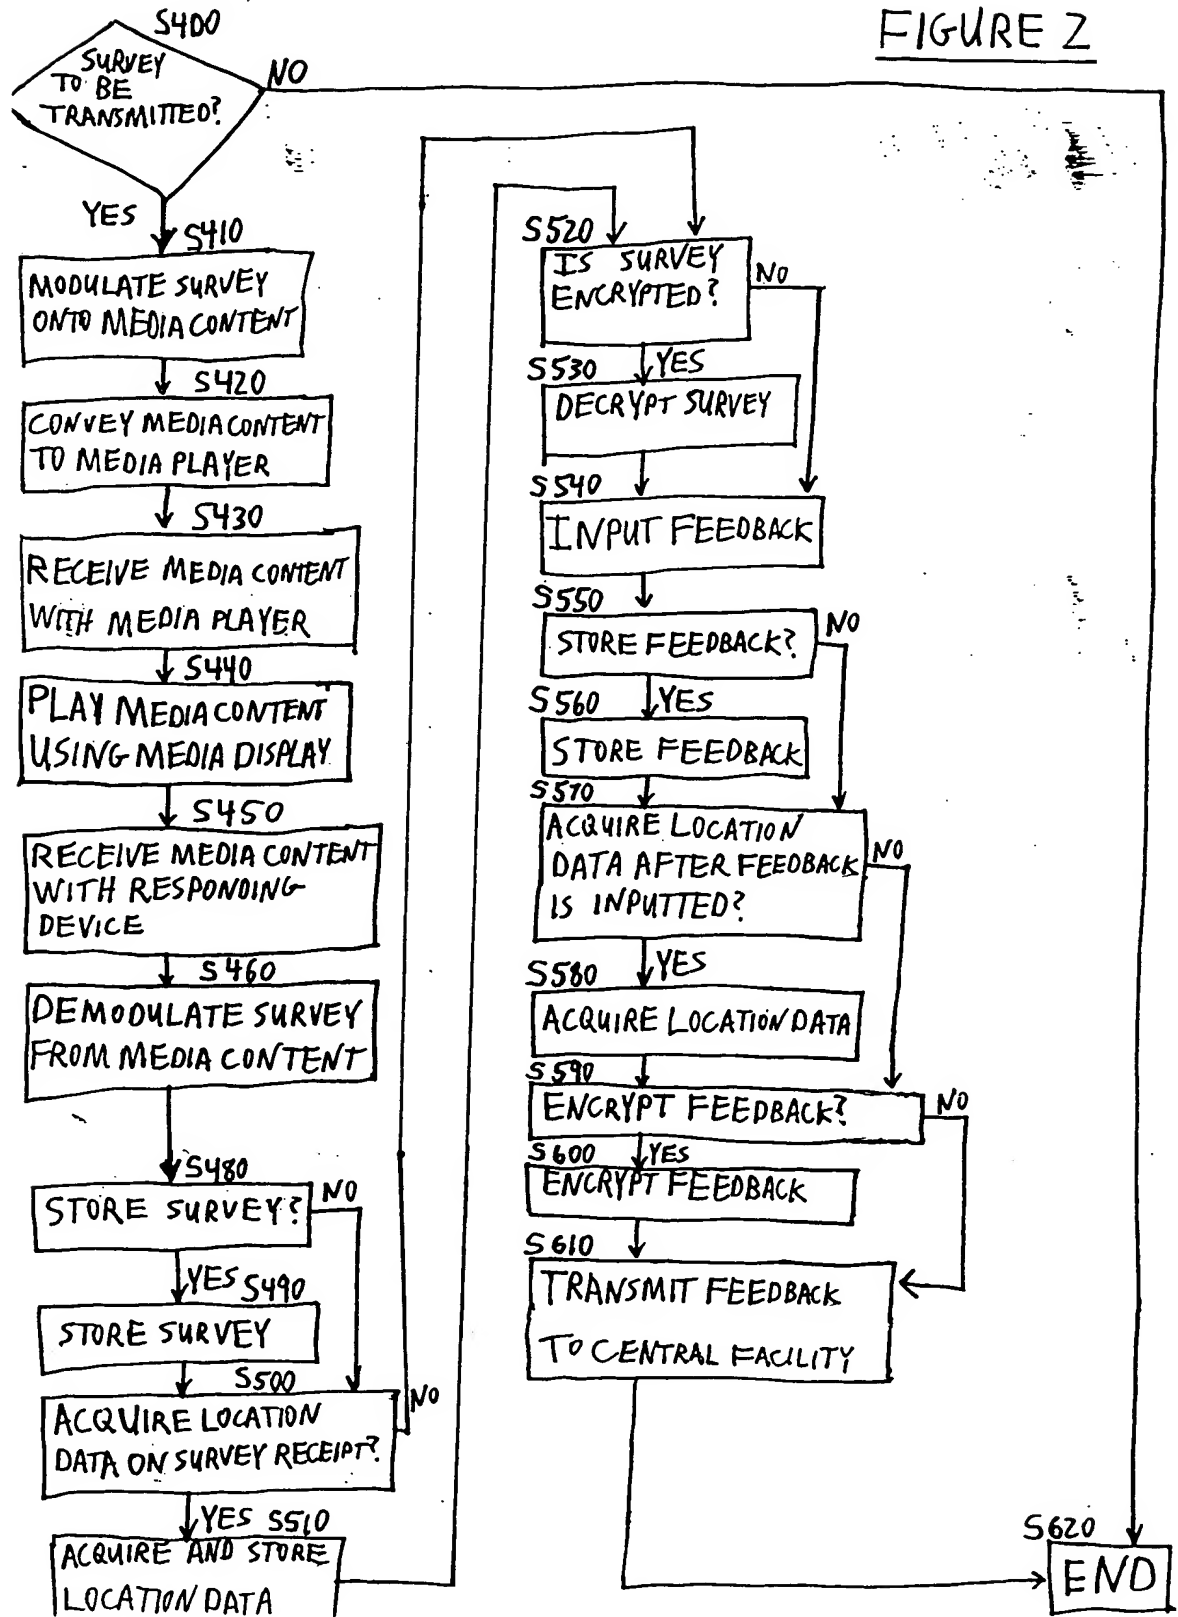 FIGURE 2
S400
SURVEY
TO BE
TRANSMITTED?
NO
YES
S410
MODULATE SURVEY
ONTO MEDIA CONTENT
S420
CONVEY MEDIA CONTENT
TO MEDIA PLAYER
S430
RECEIVE MEDIA CONTENT
WITH MEDIA PLAYER
S440
PLAY MEDIA CONTENT
USING MEDIA DISPLAY
S450
RECEIVE MEDIA CONTENT
WITH RESPONDING
DEVICE
S460
DEMODULATE SURVEY
FROM MEDIA CONTENT
S480
STORE SURVEY?
NO
YES
S490
STORE SURVEY
S500
ACQUIRE LOCATION
DATA ON SURVEY RECEIPT?
NO
YES
S510
ACQUIRE AND STORE
LOCATION DATA
S520
IS SURVEY
ENCRYPTED?
NO
YES
S530
DECRYPT SURVEY
S540
INPUT FEEDBACK
S550
STORE FEEDBACK?
NO
YES
S560
STORE FEEDBACK
S570
ACQUIRE LOCATION
DATA AFTER FEEDBACK
IS INPUTTED?
NO
YES
S580
ACQUIRE LOCATION DATA
S590
ENCRYPT FEEDBACK?
NO
YES
S600
ENCRYPT FEEDBACK
S610
TRANSMIT FEEDBACK
TO CENTRAL FACILITY
S620
END